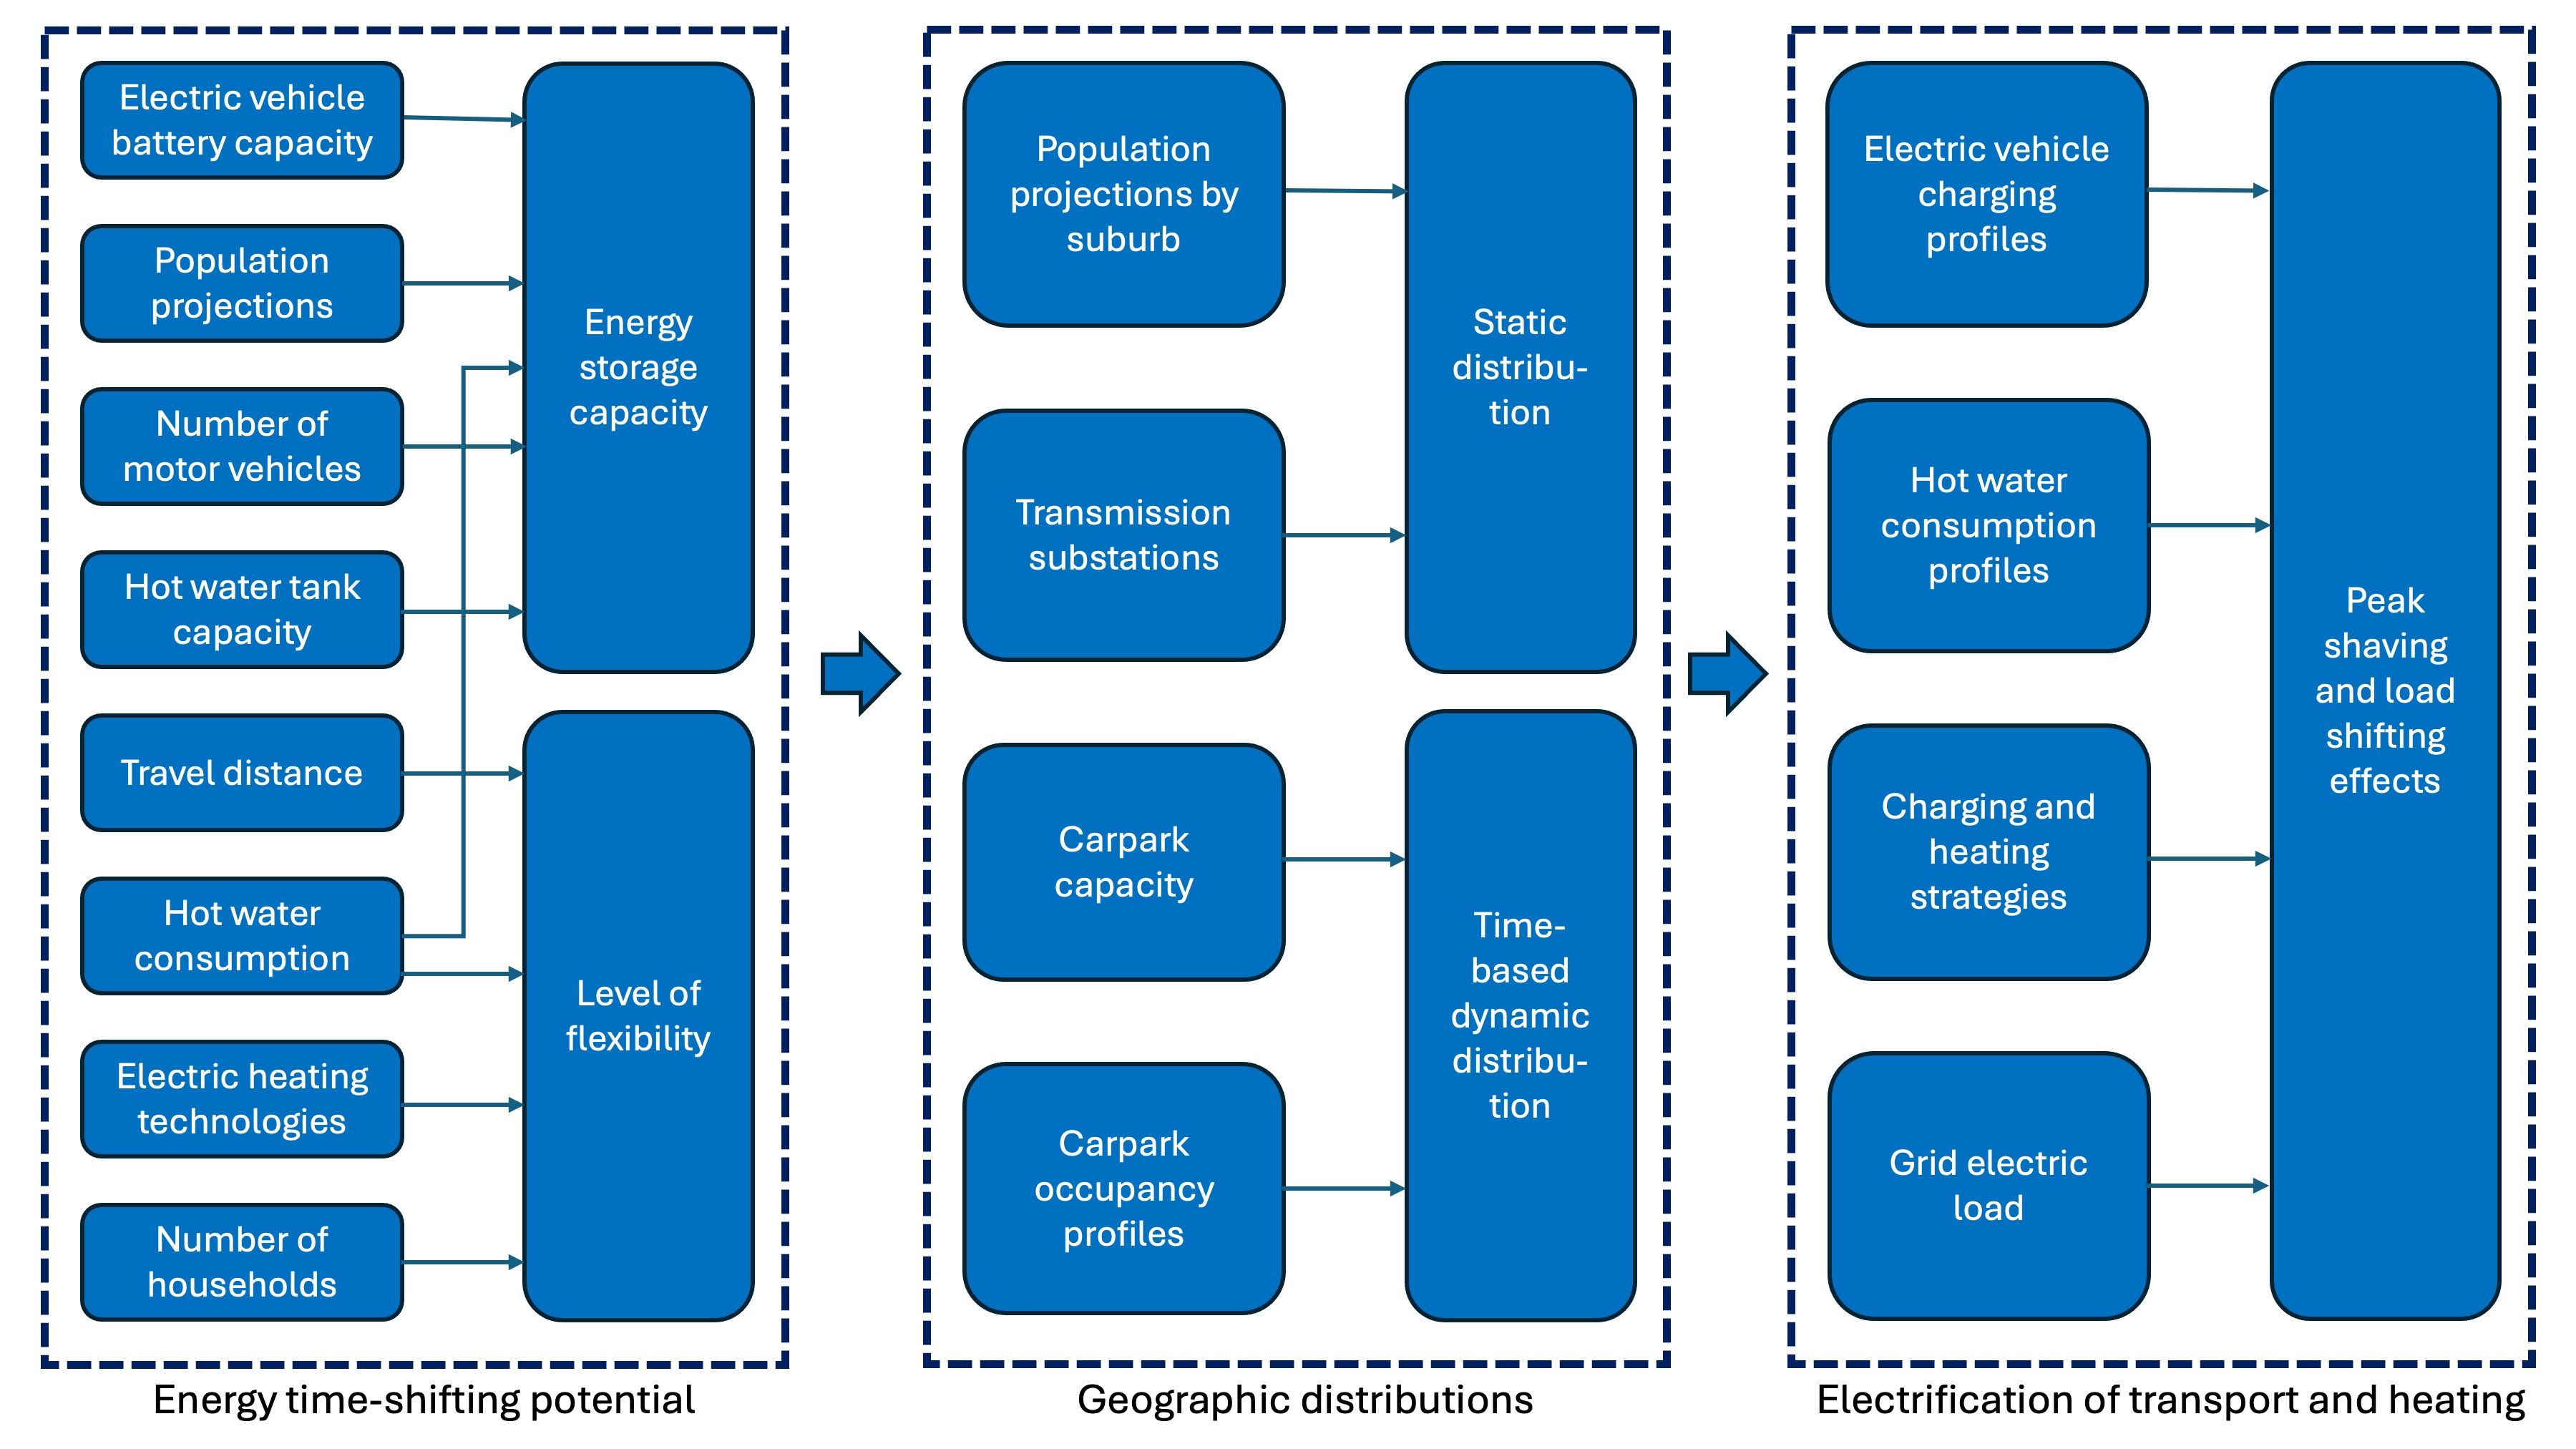 Electric vehicle
battery capacity
Population
projections
Number of
motor vehicles
Hot water tank
capacity
Travel distance
Hot water
consumption
Electric heating
technologies
Number of
households
Energy
storage
capacity
Level of
flexibility
Energy time-shifting potential
Population
projections by
suburb
Transmission
substations
Carpark
capacity
Carpark
occupancy
profiles
Static
distribu-
tion
Time-
based
dynamic
distribu-
tion
Geographic distributions
Electric vehicle
charging
profiles
Hot water
consumption
profiles
Charging and
heating
strategies
Grid electric
load
Peak
shaving
and load
shifting
effects
Electrification of transport and heating